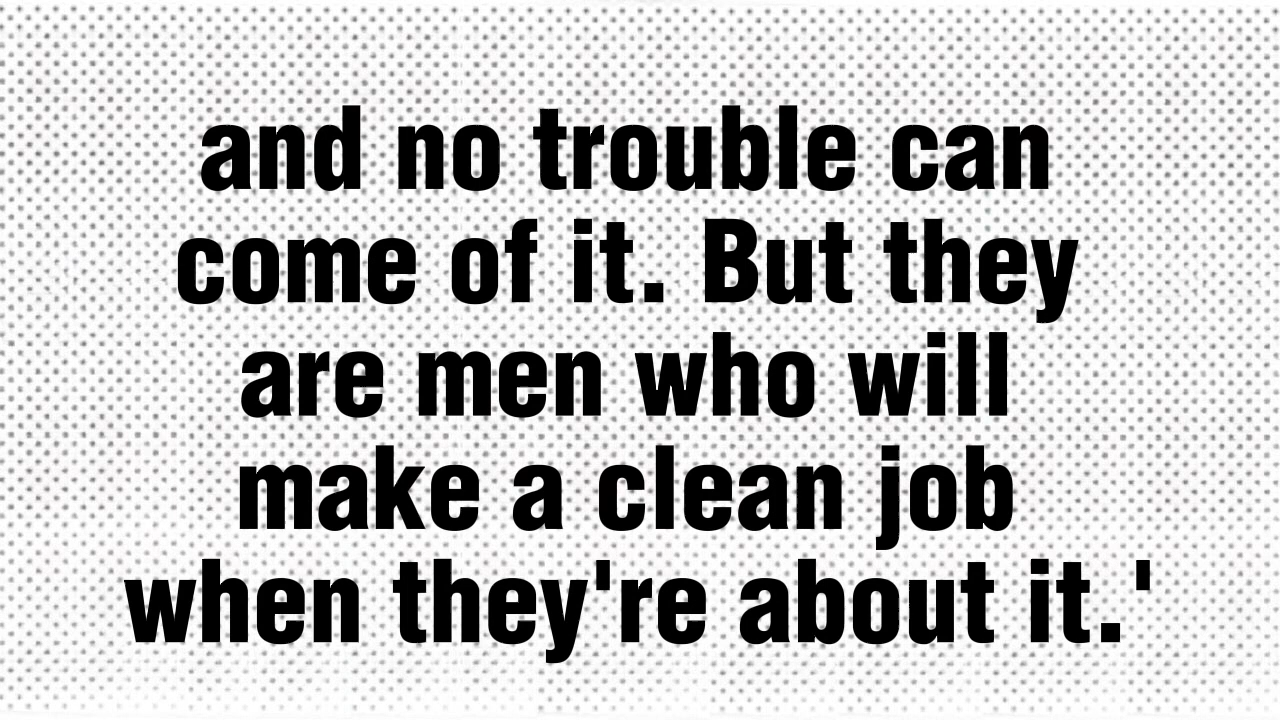 and no trouble can
come of it. But they
are men who will
make a clean job
when they're about it.'